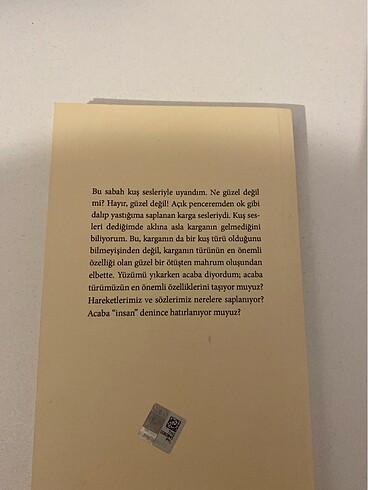 Bu sabah kuş sesleriyle uyandım. Ne güzel değil
mi? Hayır, güzel değil! Açık penceremden ok gibi
dalıp yastığıma saplanan karga sesleriydi. Kuş ses-
leri dediğimde aklına asla karganın gelmediğini
biliyorum. Bu, karganın da bir kuş türü olduğunu
bilmeyişinden değil, karganın türünün en önemli
özelliği olan güzel bir ötüşten mahrum oluşundan
elbette. Yüzümü yıkarken acaba diyordum; acaba
türümüzün en önemli özelliklerini taşıyor muyuz?
Hareketlerimiz ve sözlerimiz nerelere saplanıyor?
Acaba “insan” denince hatırlanıyor muyuz?